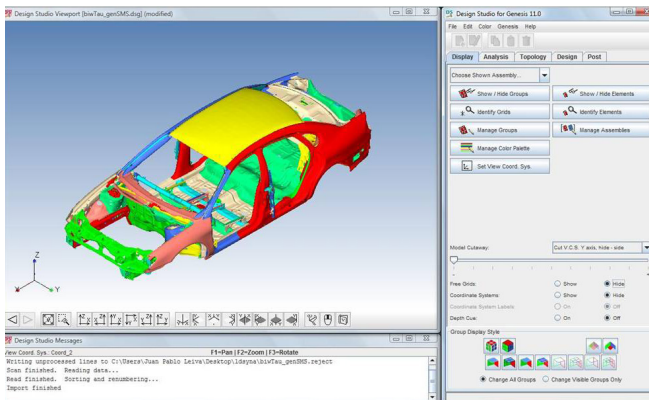 Design Studio Viewport [biwTau_genSMS.dsg] (modified)
Z
X
Y
Design Studio Messages
View Coord. Sys.: Coord_2
F1=Pan | F2=Zoom | F3=Rotate
Writing unprocessed lines to C:\Users\Juan Pablo Leiva\Desktop\ldsyna\biwTau_genSMS.reject
Scan finished. Reading data...
Read finished. Sorting and renumbering...
Import finished
Design Studio for Genesis 11.0
File Edit Color Genesis Help
Display Analysis Topology Design Post
Choose Shown Assembly...
Show / Hide Groups
Show / Hide Elements
Identify Grids
Identify Elements
Manage Groups
Manage Assemblies
Manage Color Palette
Set View Coord. Sys.
Model Cutaway:
Cut V.C.S. Y axis, hide - side
Free Grids:
Show
Hide
Coordinate Systems:
Show
Hide
Coordinate System Labels:
On
Off
Depth Cue:
On
Off
Group Display Style
Change All Groups
Change Visible Groups Only